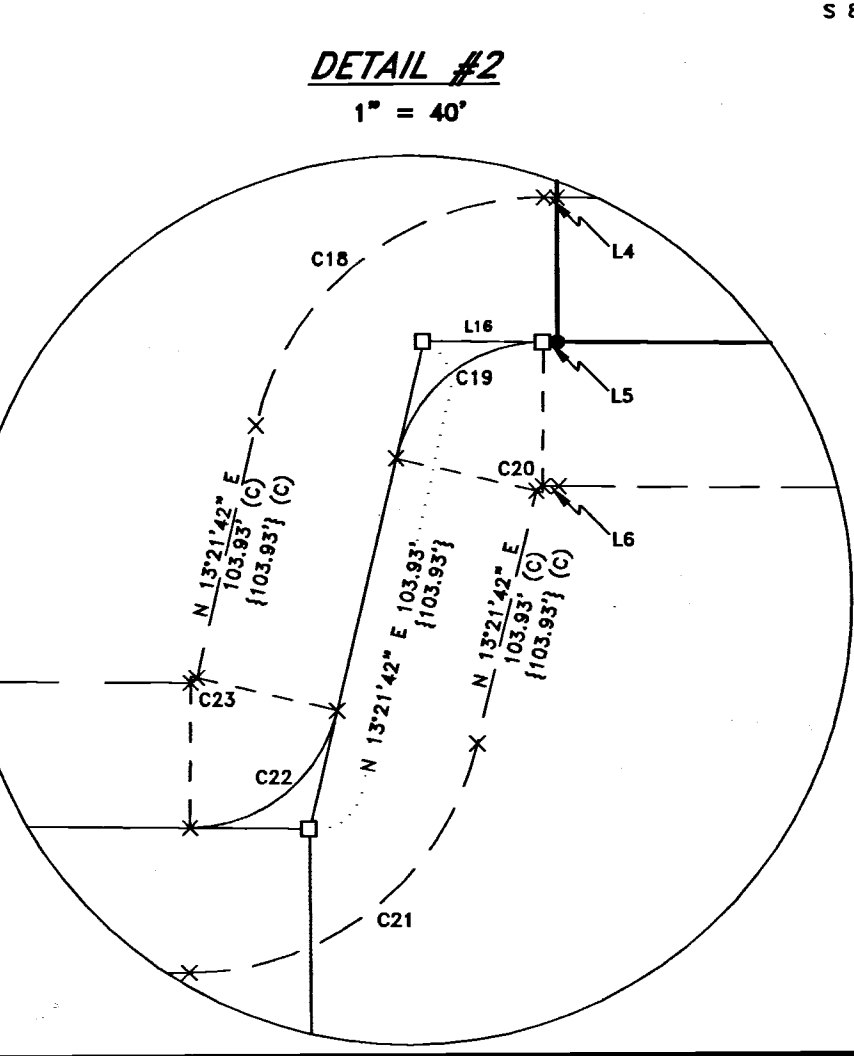 S 8
DETAIL #2
1" = 40'
C18
L4
L16
C19
L5
C20
L6
N 13°21'42" E
103.93' (C)
{103.93'} (C)
N 13°21'42" E 103.93'
{103.93'}
N 13°21'42" E
103.93' (C)
{103.93'} (C)
C23
C22
C21